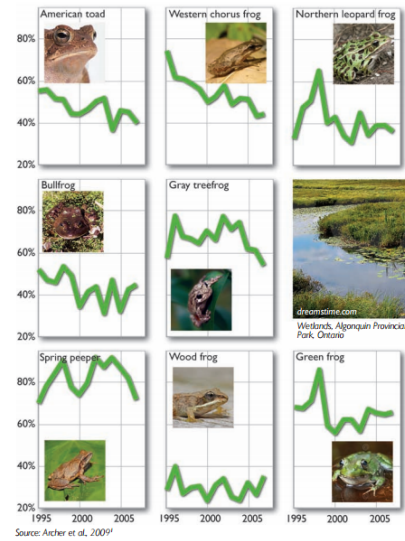 American toad
Western chorus frog
Northern leopard frog
80%
60%
40%
20%
Bullfrog
Gray treefrog
80%
60%
40%
20%
dreamstime.com
Wetlands, Algonquin Provincial
Park, Ontario
Spring peeper
Wood frog
Green frog
80%
60%
40%
20%
1995 2000 2005
1995 2000 2005
1995 2000 2005
Source: Archer et al., 2009¹